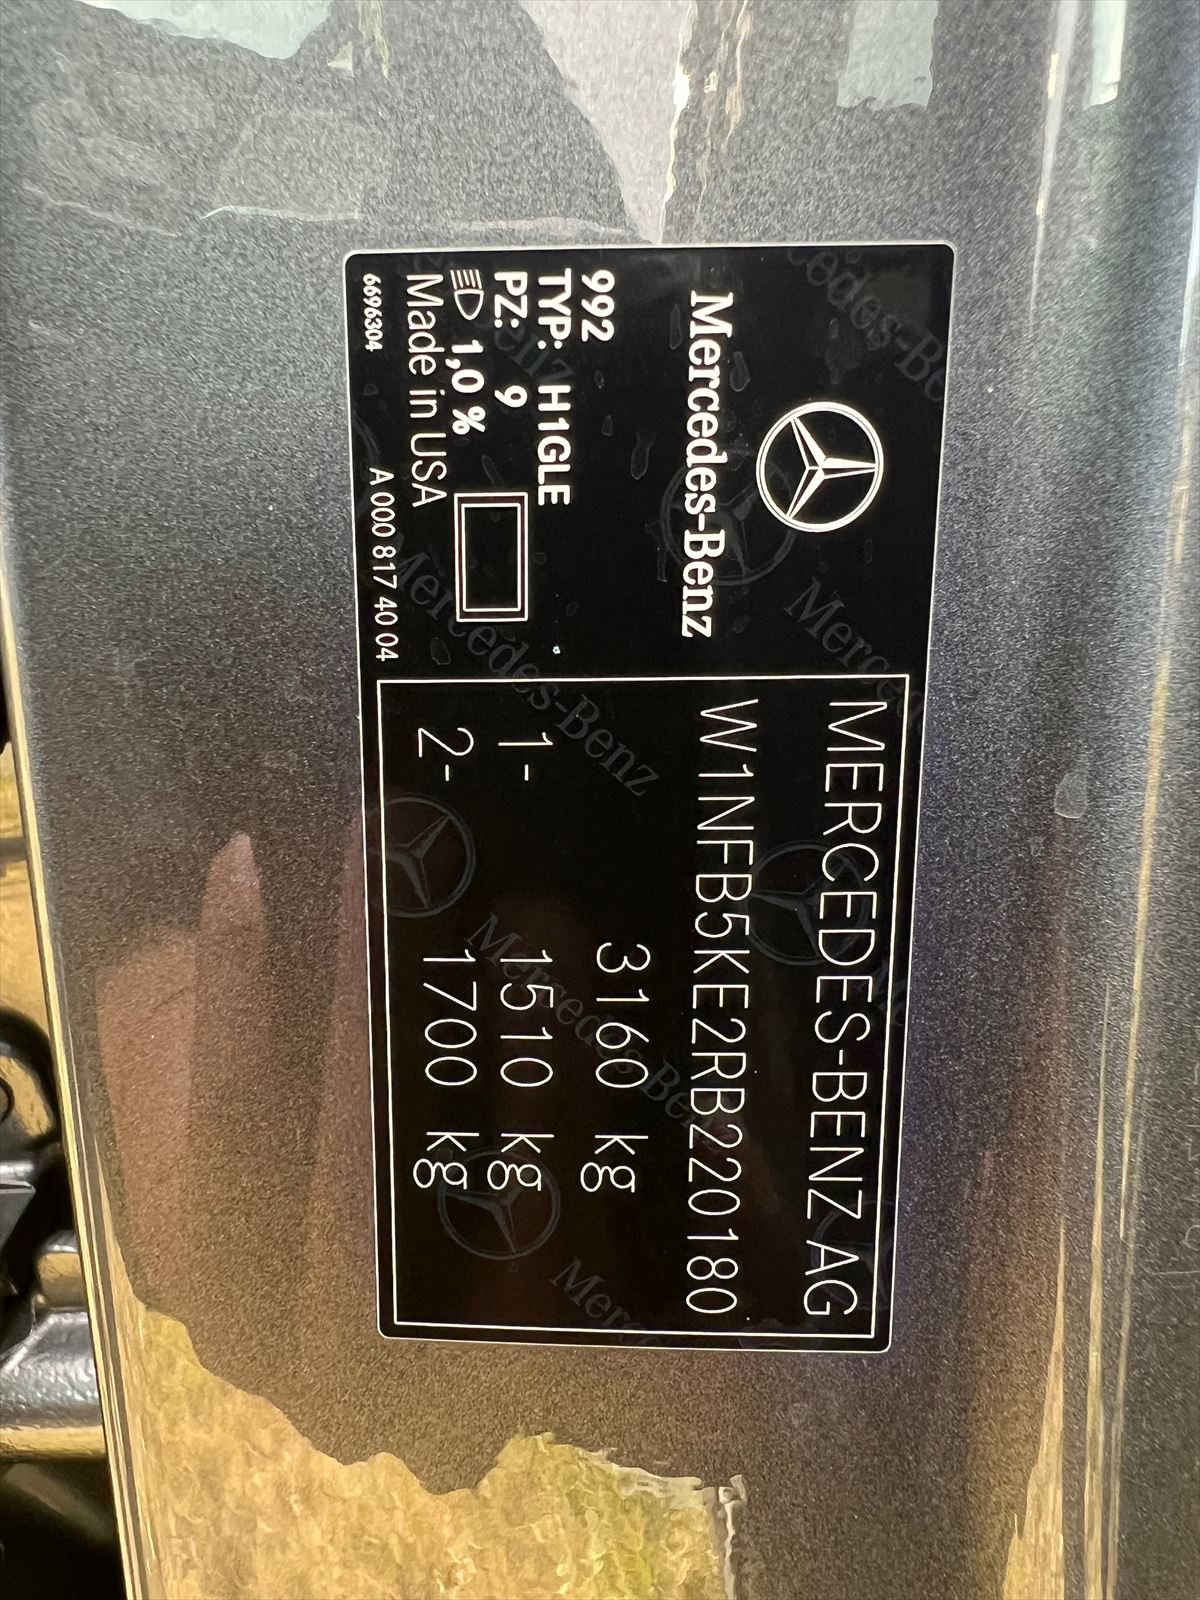 Mercedes-Benz
992
TYP: H1GLE
PZ: 9
1,0 %
Made in USA
6696304 A 000 817 40 04
MERCEDES-BENZ AG
W1NFB5KE2RB220180
3160 kg
1- 1510 kg
2- 1700 kg